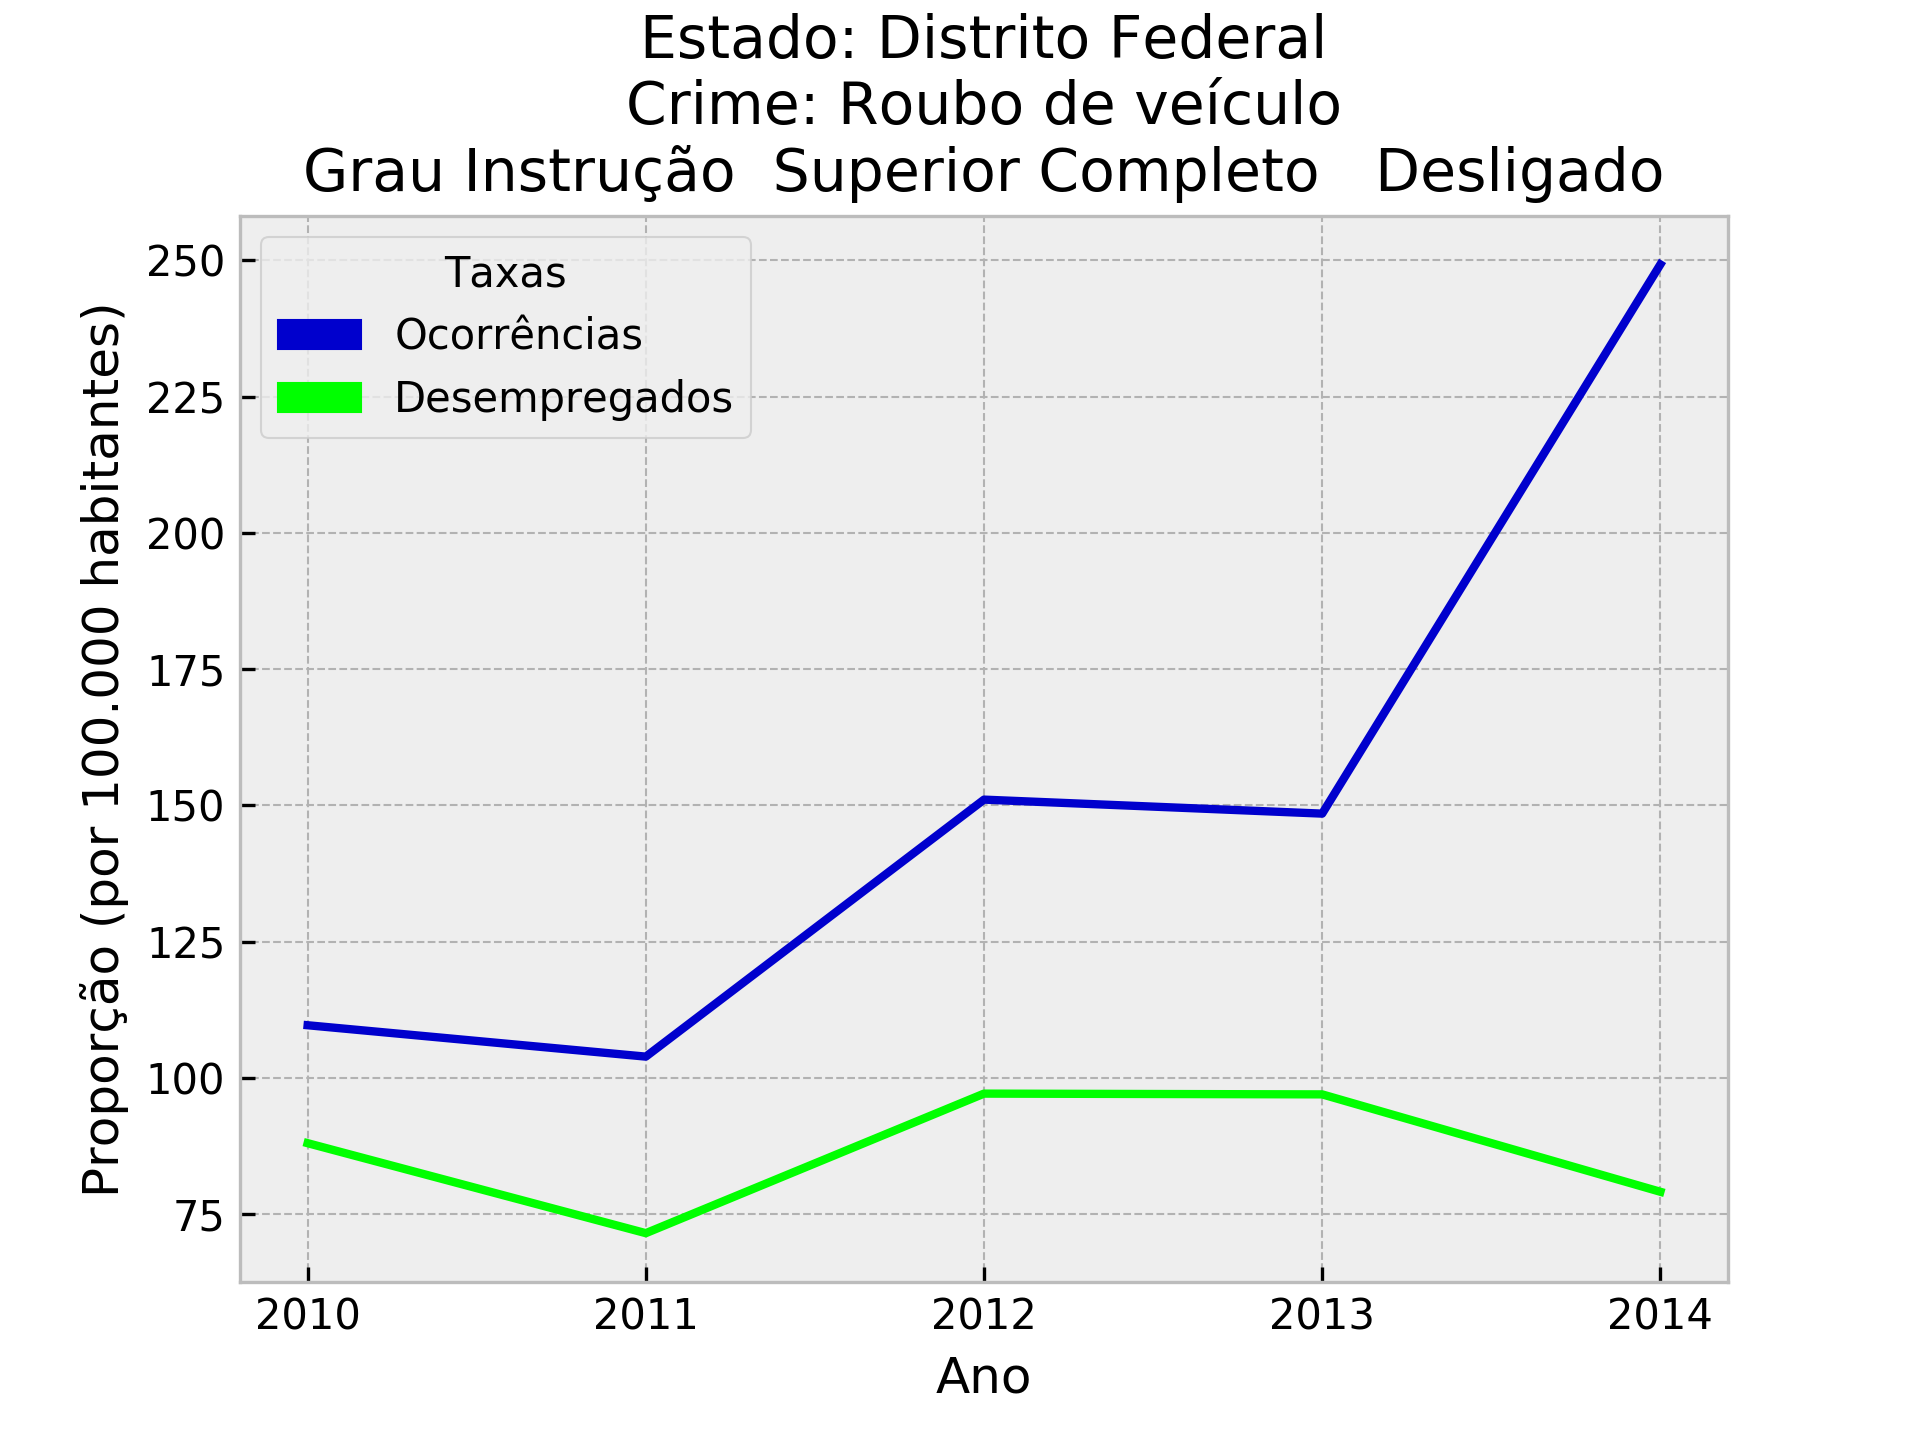 Estado: Distrito Federal
Crime: Roubo de veículo
Grau Instrução  Superior Completo   Desligado
Taxas
Ocorrências
Desempregados
Proporção (por 100.000 habitantes)
250
225
200
175
150
125
100
75
2010 2011 2012 2013 2014
Ano